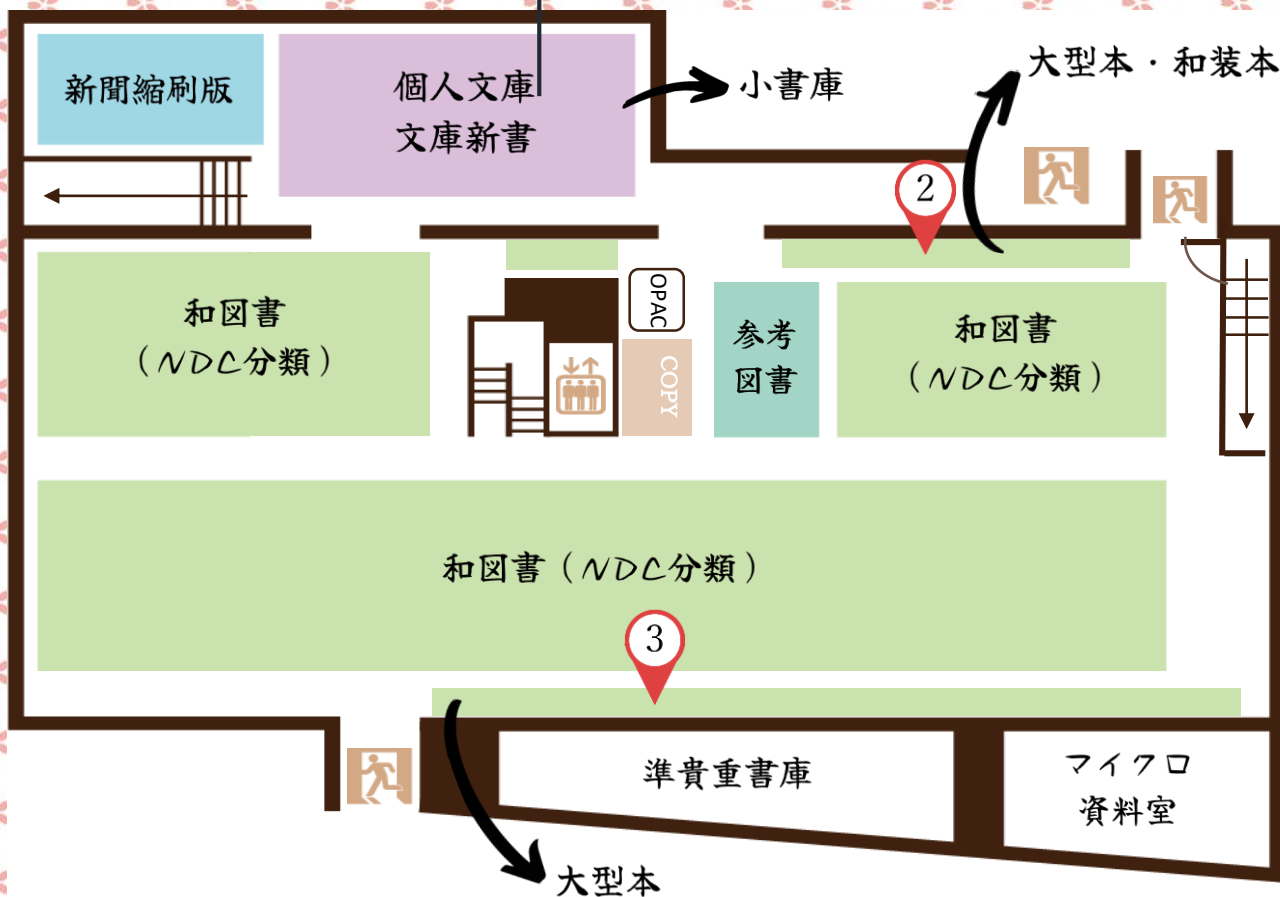 新聞縮刷版
個人文庫
文庫新書
小書庫
大型本・和装本
2
和図書
（NDC分類）
OPAC
COPY
参考
図書
和図書
（NDC分類）
和図書（NDC分類）
3
準貴重書庫
マイクロ
資料室
大型本